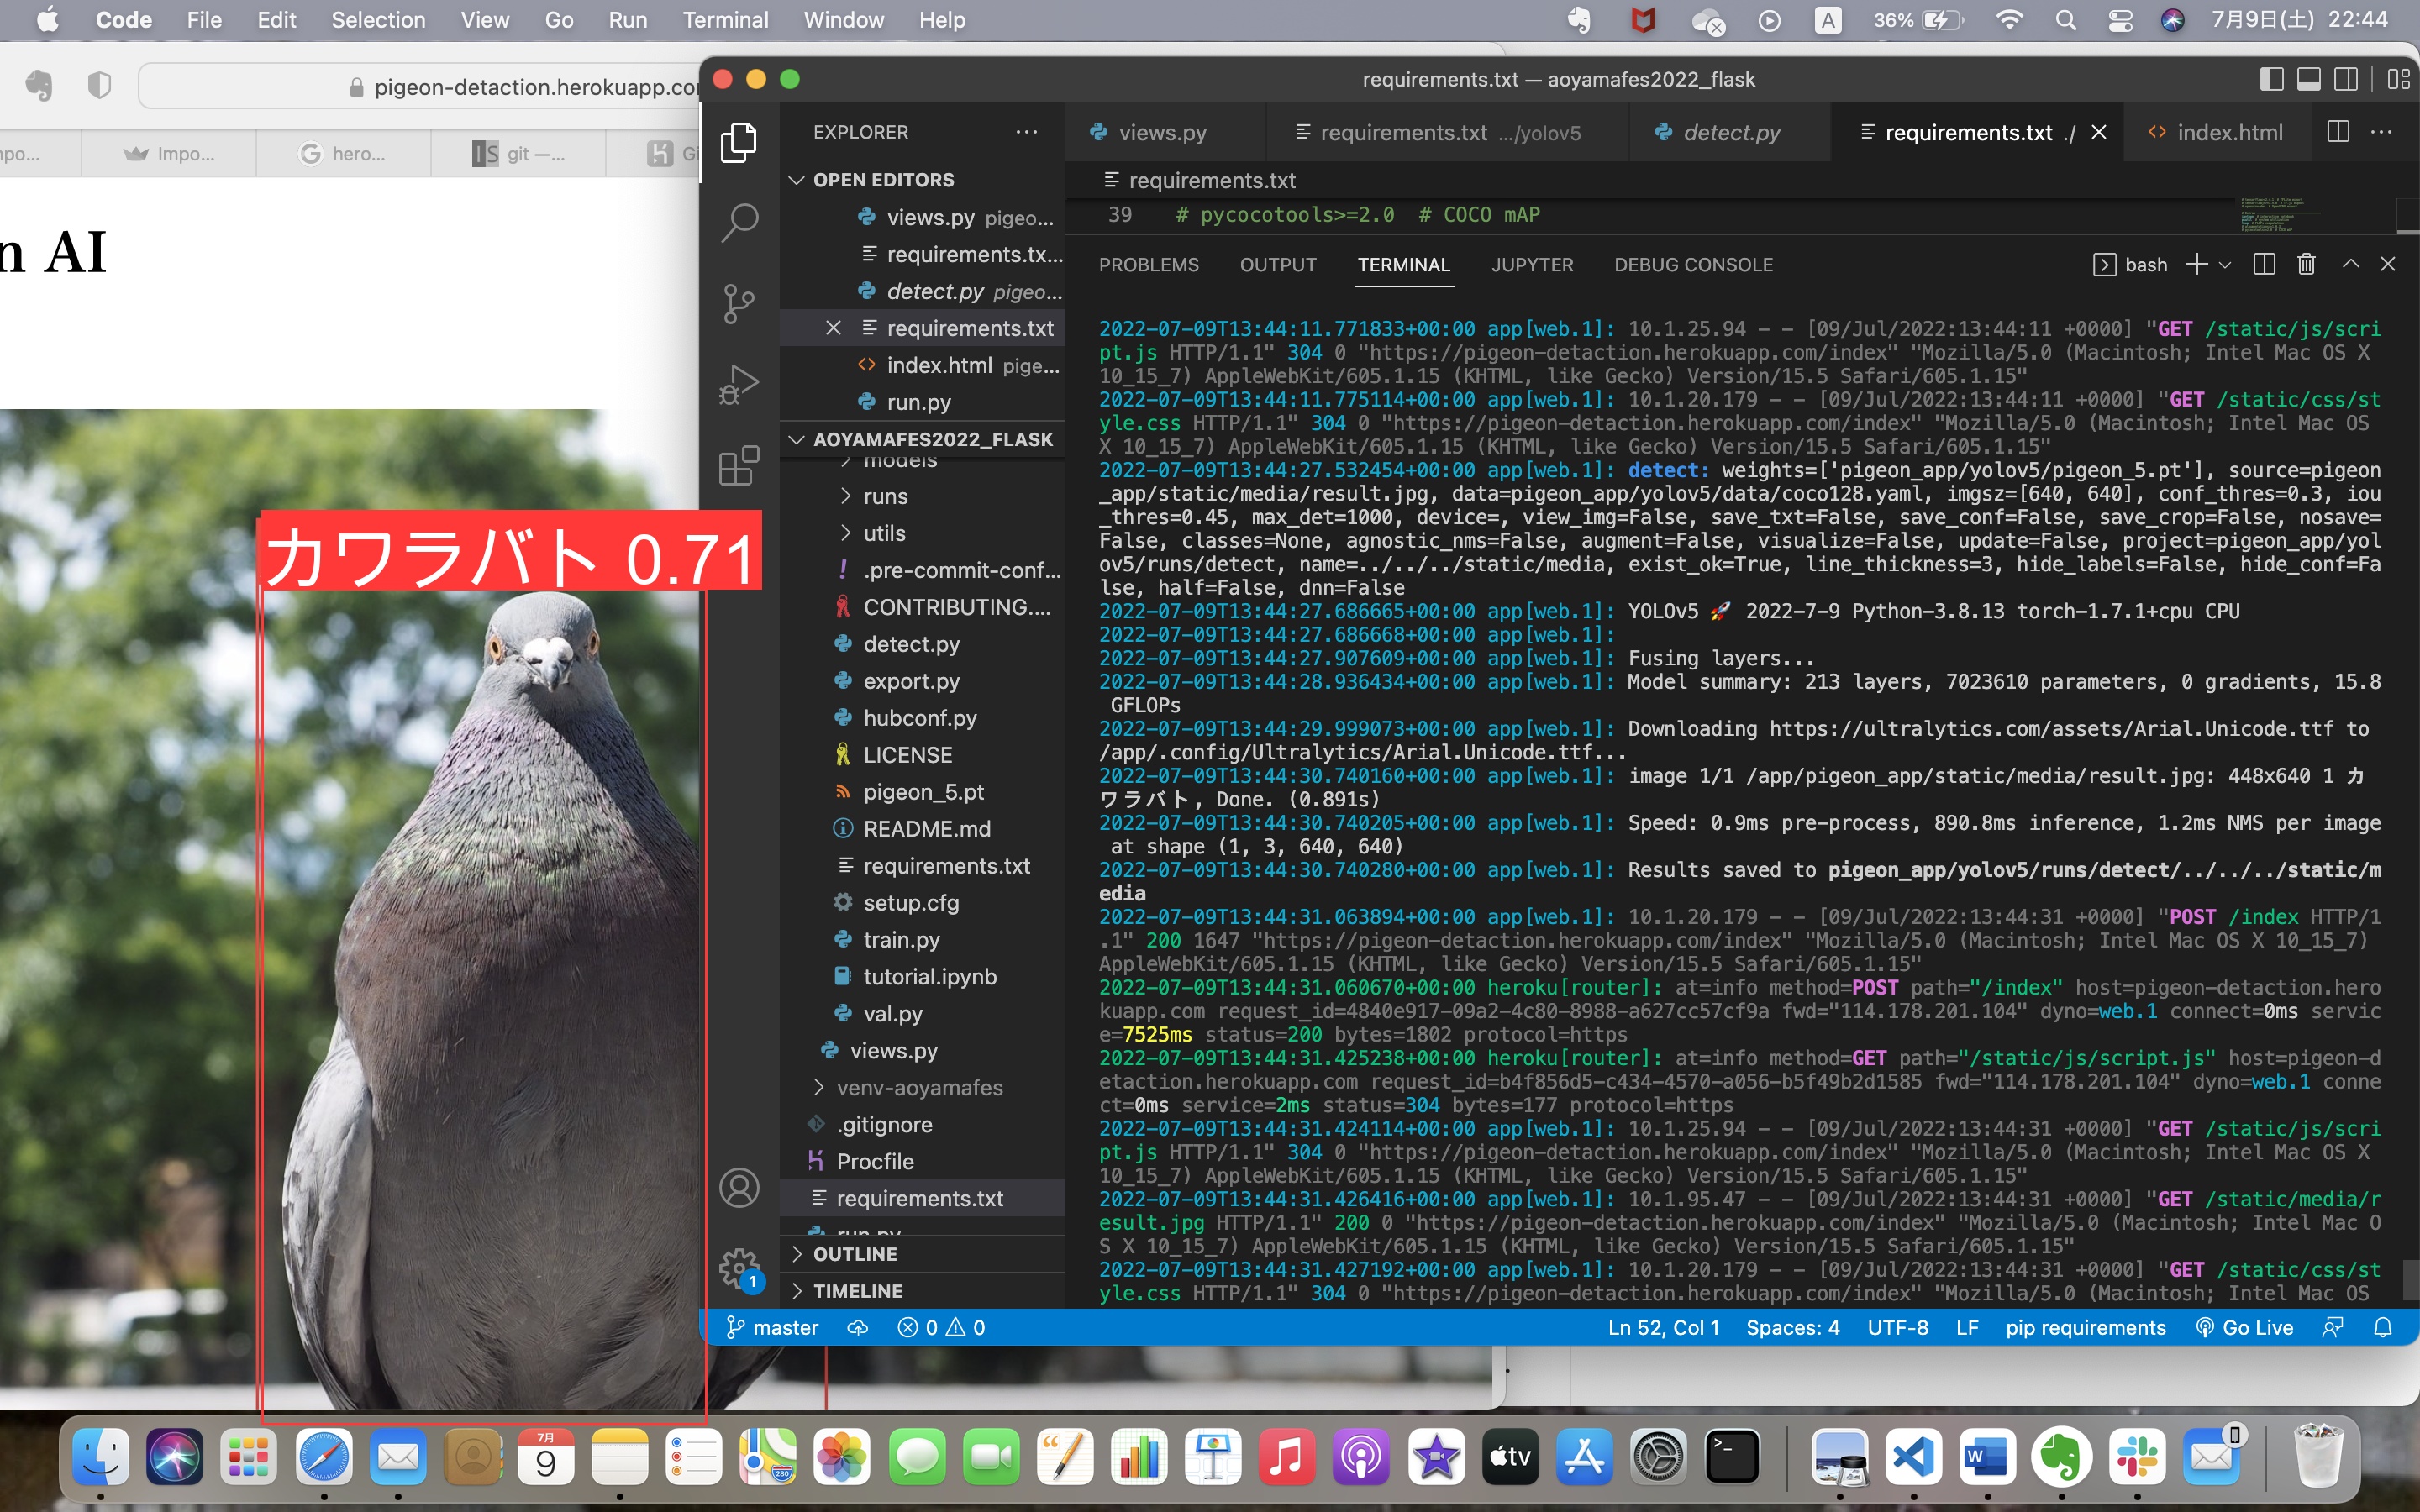 Code File Edit Selection View Go Run Terminal Window Help
A 36% 7月9日(土) 22:44
pigeon-detaction.herokuapp.co
Impo... hero... IS git —...
n AI
カワラバト 0.71
requirements.txt — aoyamafes2022_flask
EXPLORER
OPEN EDITORS
views.py pigeo...
requirements.tx...
detect.py pigeo...
requirements.txt
index.html pige...
run.py
AOYAMAFES2022_FLASK
models
runs
utils
.pre-commit-conf...
CONTRIBUTING....
detect.py
export.py
hubconf.py
LICENSE
pigeon_5.pt
README.md
requirements.txt
setup.cfg
train.py
tutorial.ipynb
val.py
views.py
venv-aoyamafes
.gitignore
Procfile
requirements.txt
run.py
OUTLINE
TIMELINE
views.py requirements.txt .../yolov5 detect.py requirements.txt ./ index.html
requirements.txt
39 # pycocotools>=2.0 # COCO mAP
PROBLEMS OUTPUT TERMINAL JUPYTER DEBUG CONSOLE bash
2022-07-09T13:44:11.771833+00:00 app[web.1]: 10.1.25.94 - - [09/Jul/2022:13:44:11 +0000] "GET /static/js/scri
pt.js HTTP/1.1" 304 0 "https://pigeon-detaction.herokuapp.com/index" "Mozilla/5.0 (Macintosh; Intel Mac OS X
10_15_7) AppleWebKit/605.1.15 (KHTML, like Gecko) Version/15.5 Safari/605.1.15"
2022-07-09T13:44:11.775114+00:00 app[web.1]: 10.1.20.179 - - [09/Jul/2022:13:44:11 +0000] "GET /static/css/st
yle.css HTTP/1.1" 304 0 "https://pigeon-detaction.herokuapp.com/index" "Mozilla/5.0 (Macintosh; Intel Mac OS
X 10_15_7) AppleWebKit/605.1.15 (KHTML, like Gecko) Version/15.5 Safari/605.1.15"
2022-07-09T13:44:27.532454+00:00 app[web.1]: detect: weights=['pigeon_app/yolov5/pigeon_5.pt'], source=pigeon
_app/static/media/result.jpg, data=pigeon_app/yolov5/data/coco128.yaml, imgsz=[640, 640], conf_thres=0.3, iou
_thres=0.45, max_det=1000, device=, view_img=False, save_txt=False, save_conf=False, save_crop=False, nosave=
False, classes=None, agnostic_nms=False, augment=False, visualize=False, update=False, project=pigeon_app/yol
ov5/runs/detect, name=../../../static/media, exist_ok=True, line_thickness=3, hide_labels=False, hide_conf=Fa
lse, half=False, dnn=False
2022-07-09T13:44:27.686665+00:00 app[web.1]: YOLOv5 🚀 2022-7-9 Python-3.8.13 torch-1.7.1+cpu CPU
2022-07-09T13:44:27.686668+00:00 app[web.1]:
2022-07-09T13:44:27.907609+00:00 app[web.1]: Fusing layers...
2022-07-09T13:44:28.936434+00:00 app[web.1]: Model summary: 213 layers, 7023610 parameters, 0 gradients, 15.8
GFLOPs
2022-07-09T13:44:29.999073+00:00 app[web.1]: Downloading https://ultralytics.com/assets/Arial.Unicode.ttf to
/app/.config/Ultralytics/Arial.Unicode.ttf...
2022-07-09T13:44:30.740160+00:00 app[web.1]: image 1/1 /app/pigeon_app/static/media/result.jpg: 448x640 1 カ
ワラバト, Done. (0.891s)
2022-07-09T13:44:30.740205+00:00 app[web.1]: Speed: 0.9ms pre-process, 890.8ms inference, 1.2ms NMS per image
at shape (1, 3, 640, 640)
2022-07-09T13:44:30.740280+00:00 app[web.1]: Results saved to pigeon_app/yolov5/runs/detect/../../../static/m
edia
2022-07-09T13:44:31.063894+00:00 app[web.1]: 10.1.20.179 - - [09/Jul/2022:13:44:31 +0000] "POST /index HTTP/1
.1" 200 1647 "https://pigeon-detaction.herokuapp.com/index" "Mozilla/5.0 (Macintosh; Intel Mac OS X 10_15_7)
AppleWebKit/605.1.15 (KHTML, like Gecko) Version/15.5 Safari/605.1.15"
2022-07-09T13:44:31.060670+00:00 heroku[router]: at=info method=POST path="/index" host=pigeon-detaction.hero
kuapp.com request_id=4840e917-09a2-4c80-8988-a627cc57cf9a fwd="114.178.201.104" dyno=web.1 connect=0ms servic
e=7525ms status=200 bytes=1802 protocol=https
2022-07-09T13:44:31.425238+00:00 heroku[router]: at=info method=GET path="/static/js/script.js" host=pigeon-d
etaction.herokuapp.com request_id=b4f856d5-c434-4570-a056-b5f49b2d1585 fwd="114.178.201.104" dyno=web.1 conne
ct=0ms service=2ms status=304 bytes=177 protocol=https
2022-07-09T13:44:31.424114+00:00 app[web.1]: 10.1.25.94 - - [09/Jul/2022:13:44:31 +0000] "GET /static/js/scri
pt.js HTTP/1.1" 304 0 "https://pigeon-detaction.herokuapp.com/index" "Mozilla/5.0 (Macintosh; Intel Mac OS X
10_15_7) AppleWebKit/605.1.15 (KHTML, like Gecko) Version/15.5 Safari/605.1.15"
2022-07-09T13:44:31.426416+00:00 app[web.1]: 10.1.95.47 - - [09/Jul/2022:13:44:31 +0000] "GET /static/media/r
esult.jpg HTTP/1.1" 200 0 "https://pigeon-detaction.herokuapp.com/index" "Mozilla/5.0 (Macintosh; Intel Mac O
S X 10_15_7) AppleWebKit/605.1.15 (KHTML, like Gecko) Version/15.5 Safari/605.1.15"
2022-07-09T13:44:31.427192+00:00 app[web.1]: 10.1.20.179 - - [09/Jul/2022:13:44:31 +0000] "GET /static/css/st
yle.css HTTP/1.1" 304 0 "https://pigeon-detaction.herokuapp.com/index" "Mozilla/5.0 (Macintosh; Intel Mac OS
1
master 0 0 Ln 52, Col 1 Spaces: 4 UTF-8 LF pip requirements Go Live
7月
9
280
tv
W